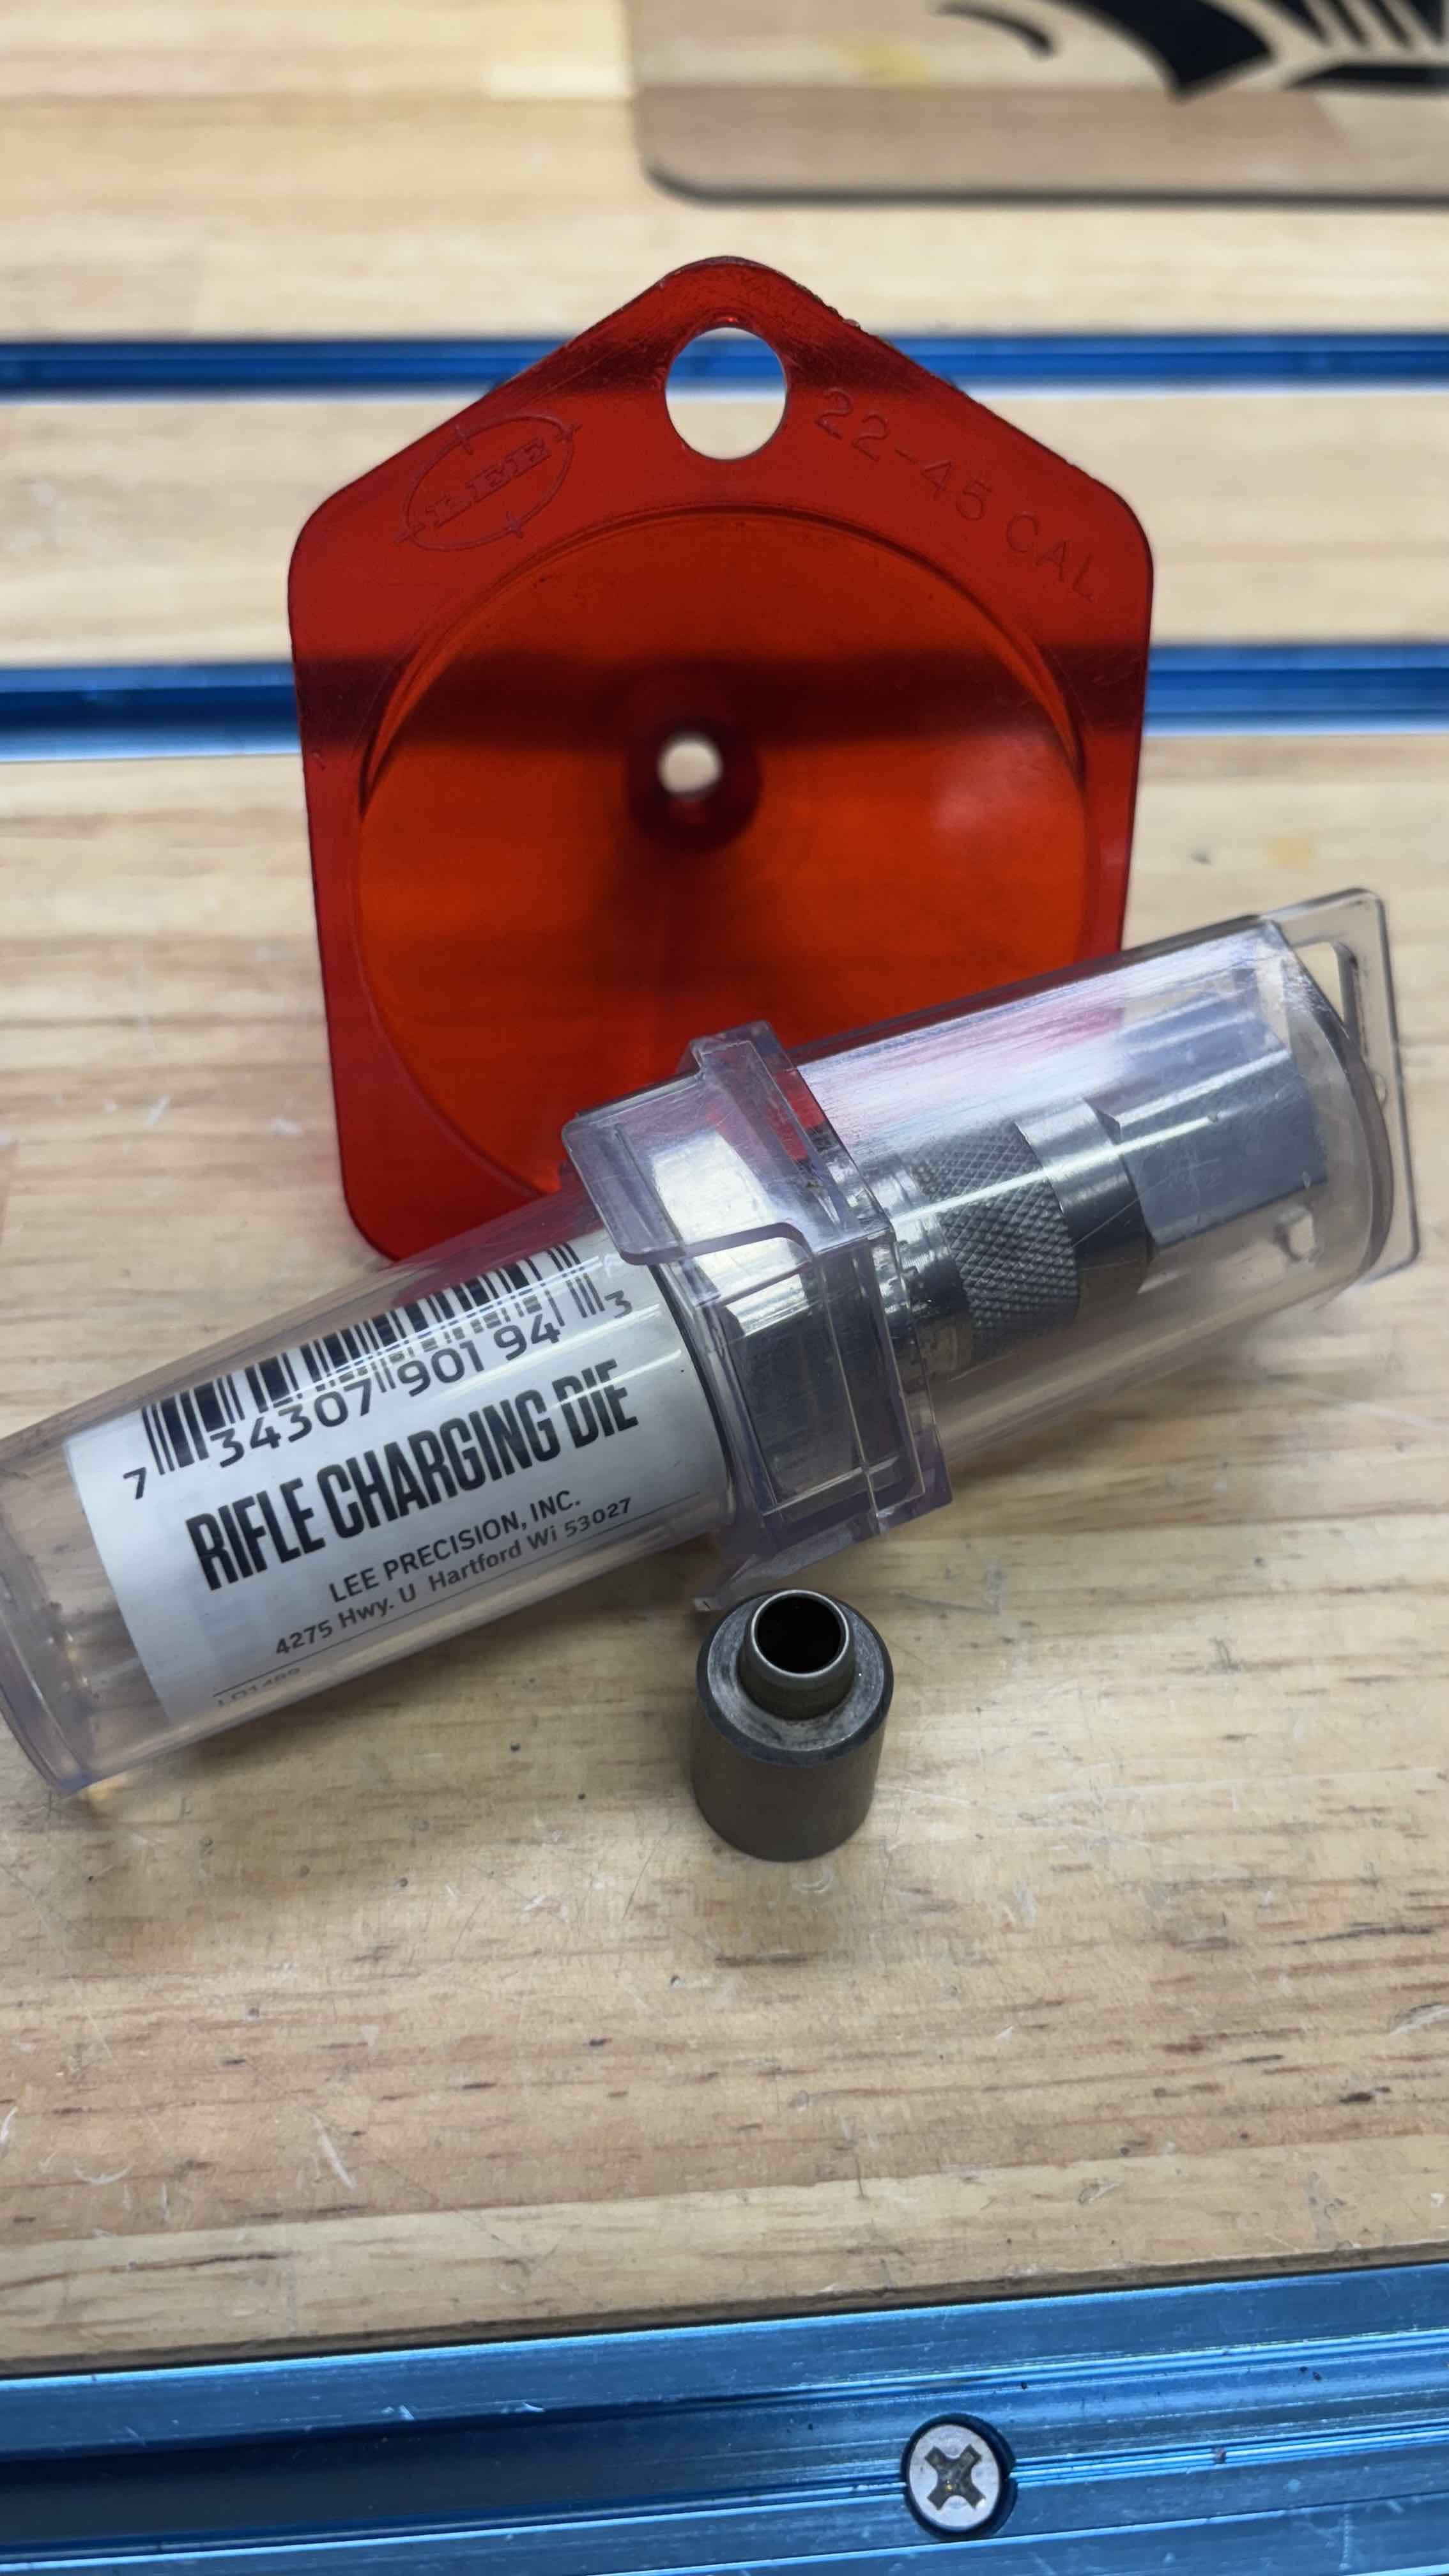 LEE
22-45 CAL
7 34307 90194 3
RIFLE CHARGING DIE
LEE PRECISION, INC.
4275 Hwy. U Hartford Wi 53027